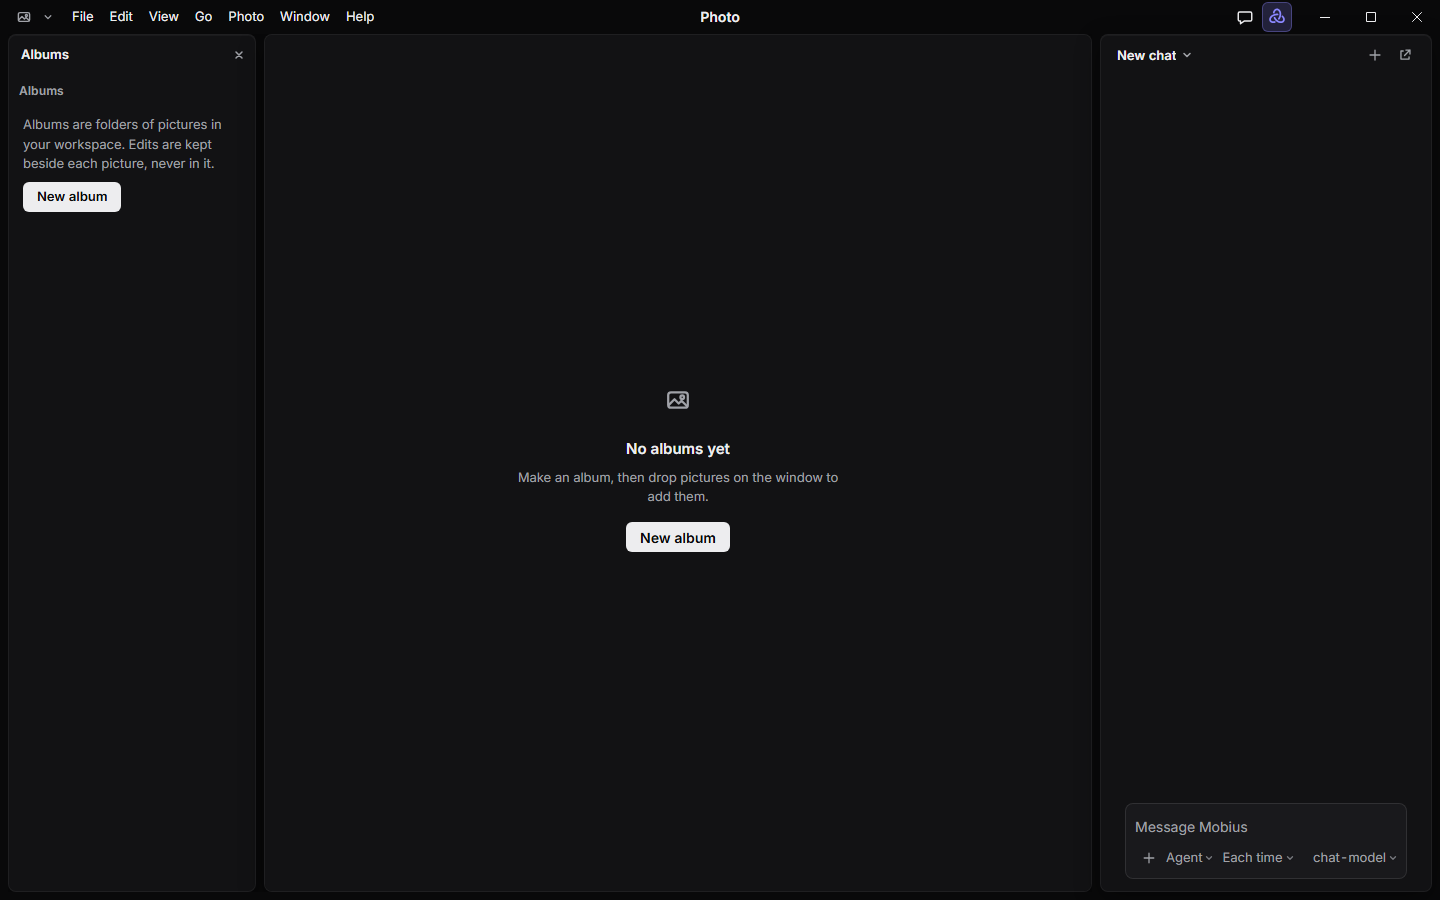 File Edit View Go Photo Window Help
Photo
Albums
Albums
Albums are folders of pictures in
your workspace. Edits are kept
beside each picture, never in it.
New album
No albums yet
Make an album, then drop pictures on the window to
add them.
New album
New chat
Message Mobius
Agent Each time chat-model